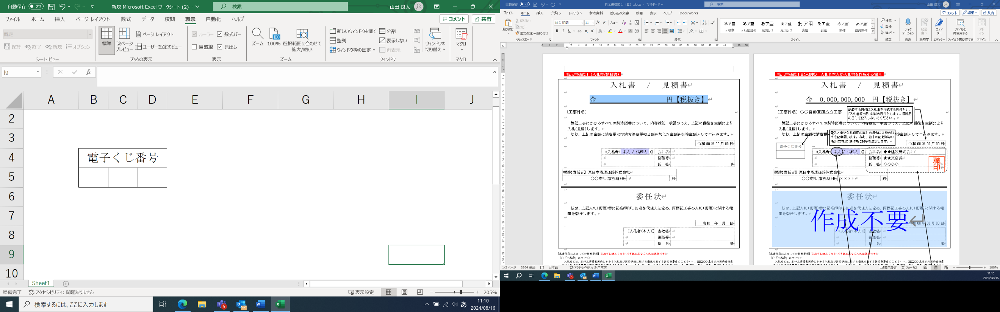 自動保存 オフ 新規 Microsoft Excel ワークシート (2)… 検索 山田 良太
ファイル ホーム 挿入 ページ レイアウト 数式 データ 校閲 表示 自動化 ヘルプ コメント 共有
既定
保持 終了 新規 オプション
シート ビュー
標準 改ページ プレビュー ページ レイアウト
ユーザー設定のビュー
ブックの表示
ルーラー 数式バー
目盛線 見出し
表示
ズーム 100% 選択範囲に合わせて 拡大/縮小
ズーム
新しいウィンドウを開く 分割
整列 表示しない
ウィンドウ枠の固定 再表示
ウィンドウの 切り替え
ウィンドウ
マクロ
マクロ
I9 fx
A B C D E F G H I J
2
3
4
電子くじ番号
5
6
7
8
9
10
Sheet1
準備完了 アクセシビリティ: 問題ありません 表示設定 205%
検索するには、ここに入力します
あ 11:10
2024/08/16
自動保存 オフ 指示書様式1（案）.docx - 互換モード 検索 山田 良太
ファイル ホーム 挿入 デザイン レイアウト 参考資料 差し込み文書 校閲 表示 ヘルプ DocuWorks コメント 編集 共有
貼り付け 切り取り
コピー
書式のコピー/貼り付け
クリップボード
ＭＳ 明朝 11
フォント
段落
標準 行間詰め 見出し 1 見出し 2 表題 副題 斜体 強調斜体
スタイル
検索
置換
選択
編集
ディクテーション
音声
秘密度
秘密度
エディター
エディター
ファイルを再使用する
ファイルを再使用する
アドイン
アドイン
指示書様式１（入札書/見積書）
入札書 / 見積書
金 円【税抜き】
（工事件名）
標記工事にかかるすべての契約図書について、内容確認・承諾のうえ、上記の税抜き金額により
入札(見積)します。
なお、上記の金額に消費税及び地方消費税相当額を加えた金額を契約金額として申込みます。
令和 00 年 00 月 00 日
《入札者( 本人 / 代理人 )》 会社名
役職等
氏 名 印
《契約責任者》東日本高速道路株式会社
〇〇支社(事務所)長 殿
委任状
私は、上記入札(見積)書に記名押印した者を代理人と定め、同標記工事の入札(見積)に関する権
限を委任します。
令和 年 月 日
《入札者(本人)》 会社名
役職等
氏 名 印
[本書作成にあたっての留意事項] ※必ずお読みください(下記と異なる入札は無効です)
(1)「入札者」について
入札者とは、本件工事請負契約にかかる入札及び契約手続に関する権限を有する契約当事者のことをいい、NEXCO 東日本の契約責任者
指示書様式１ 記入例① 入札者本人が入札書を作成する場合
入札書 / 見積書
金 0,000,000,000 円【税抜き】
（工事件名）〇〇自動車道△△工事
記載する日付は入札書を作成する日付とし、
「入札書提出日」以前の日付とします。開札日
の日付を記入しないでください。
標記工事にかかるすべての契約図書について、内容確認・承諾のうえ、上記の税抜き金額により
入札(見積)します。
電入と郵送入札併用の案件の場合に３桁の数
字を記載願います。なお、数字の記載がない
場合は弊社が無作為に数字を決定します。
なお、上記の金額に消費税 契約金額として申込みます。
令和 00 年 00 月 00 日
電子くじ番号
《入札者( 本人 / 代理人 )》 会社名 ◆◆建設株式会社
役職等 ★★支店長
氏 名 ◇◇◇◇
職印
《契約責任者》東日本高速道路株式会社
〇〇支社(事務所)長 ×××× 殿
委任状
私は、上記入札(見積)書に記名押印した者を代理人と定め、同標記工事の入札(見積)に関する権
限を委任します。
作成不要
令和 00 年 00 月 00 日
《入札者(本人)》 会社名
役職名
氏 名 印
[本書作成にあたっての留意事項] ※必ずお読みください(下記と異なる入札は無効です)
(1)「入札者」について
入札者とは、本件工事請負契約にかかる入札及び契約手続に関する権限を有する契約当事者のことをいい、NEXCO 東日本の契約責任者
1/3 ページ 3364 単語 日本語 アクセシビリティ: 利用不可 表示設定 フォーカス 100%
11:10
2024/08/16